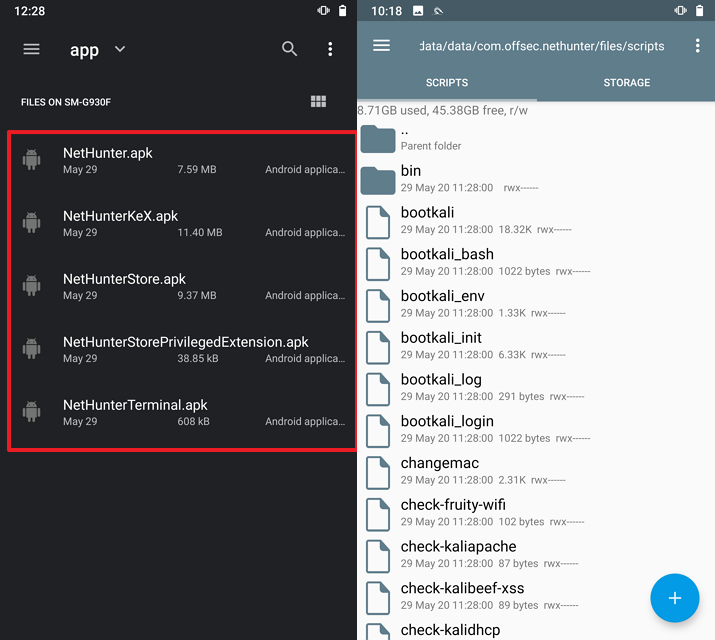 12:28
app
FILES ON SM-G930F
NetHunter.apk
May 29 7.59 MB Android applica...
NetHunterKeX.apk
May 29 11.40 MB Android applica...
NetHunterStore.apk
May 29 9.37 MB Android applica...
NetHunterStorePrivilegedExtension.apk
May 29 38.85 kB Android applica...
NetHunterTerminal.apk
May 29 608 kB Android applica...
10:18
data/data/com.offsec.nethunter/files/scripts
SCRIPTS STORAGE
8.71GB used, 45.38GB free, r/w
..
Parent folder
bin
29 May 20 11:28:00 rwx------
bootkali
29 May 20 11:28:00 18.32K rwx------
bootkali_bash
29 May 20 11:28:00 1022 bytes rwx------
bootkali_env
29 May 20 11:28:00 1.33K rwx------
bootkali_init
29 May 20 11:28:00 6.33K rwx------
bootkali_log
29 May 20 11:28:00 291 bytes rwx------
bootkali_login
29 May 20 11:28:00 1022 bytes rwx------
changemac
29 May 20 11:28:00 2.31K rwx------
check-fruity-wifi
29 May 20 11:28:00 102 bytes rwx------
check-kaliapache
29 May 20 11:28:00 87 bytes rwx------
check-kalibeef-xss
29 May 20 11:28:00 89 bytes rwx------
check-kalidhcp